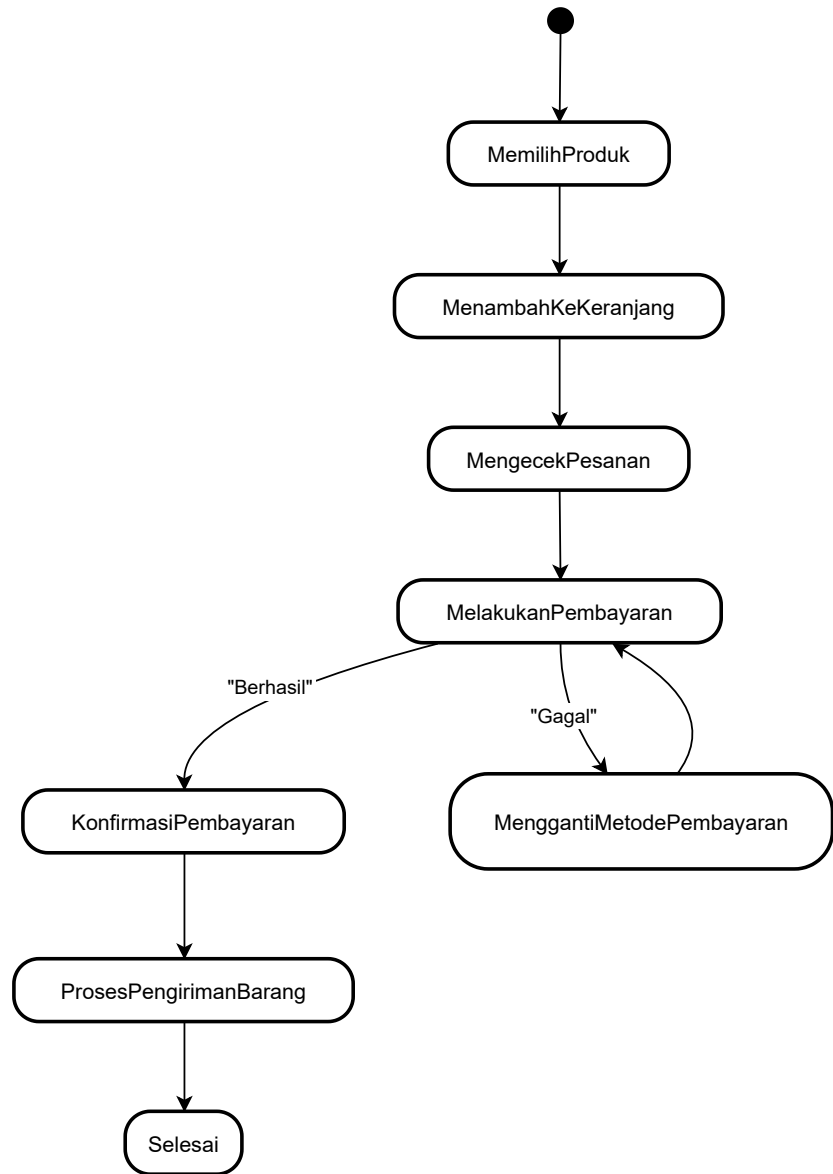 MemilihProduk
MenambahKeKeranjang
MengecekPesanan
MelakukanPembayaran
"Berhasil"
"Gagal"
KonfirmasiPembayaran
MenggantiMetodePembayaran
ProsesPengirimanBarang
Selesai